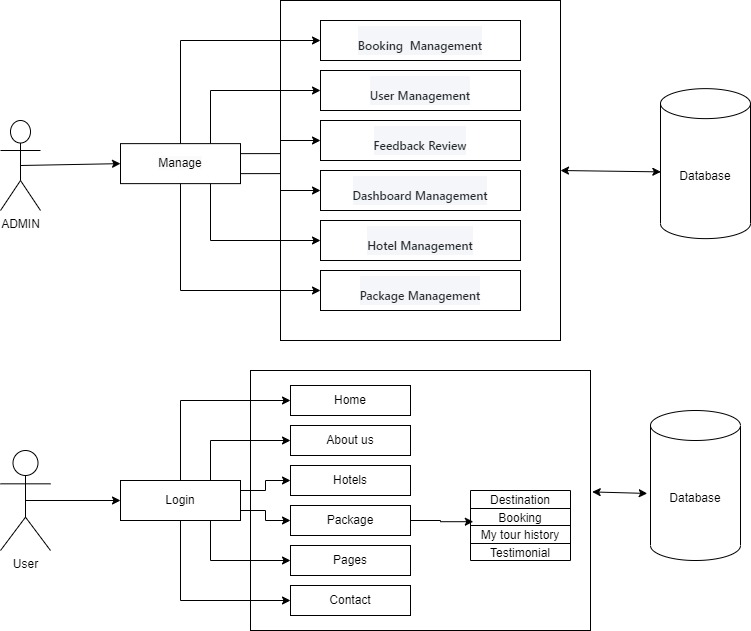 Booking Management
User Management
Feedback Review
Dashboard Management
Hotel Management
Package Management
Manage
ADMIN
Database
Home
About us
Hotels
Package
Pages
Contact
Login
User
Destination
Booking
My tour history
Testimonial
Database